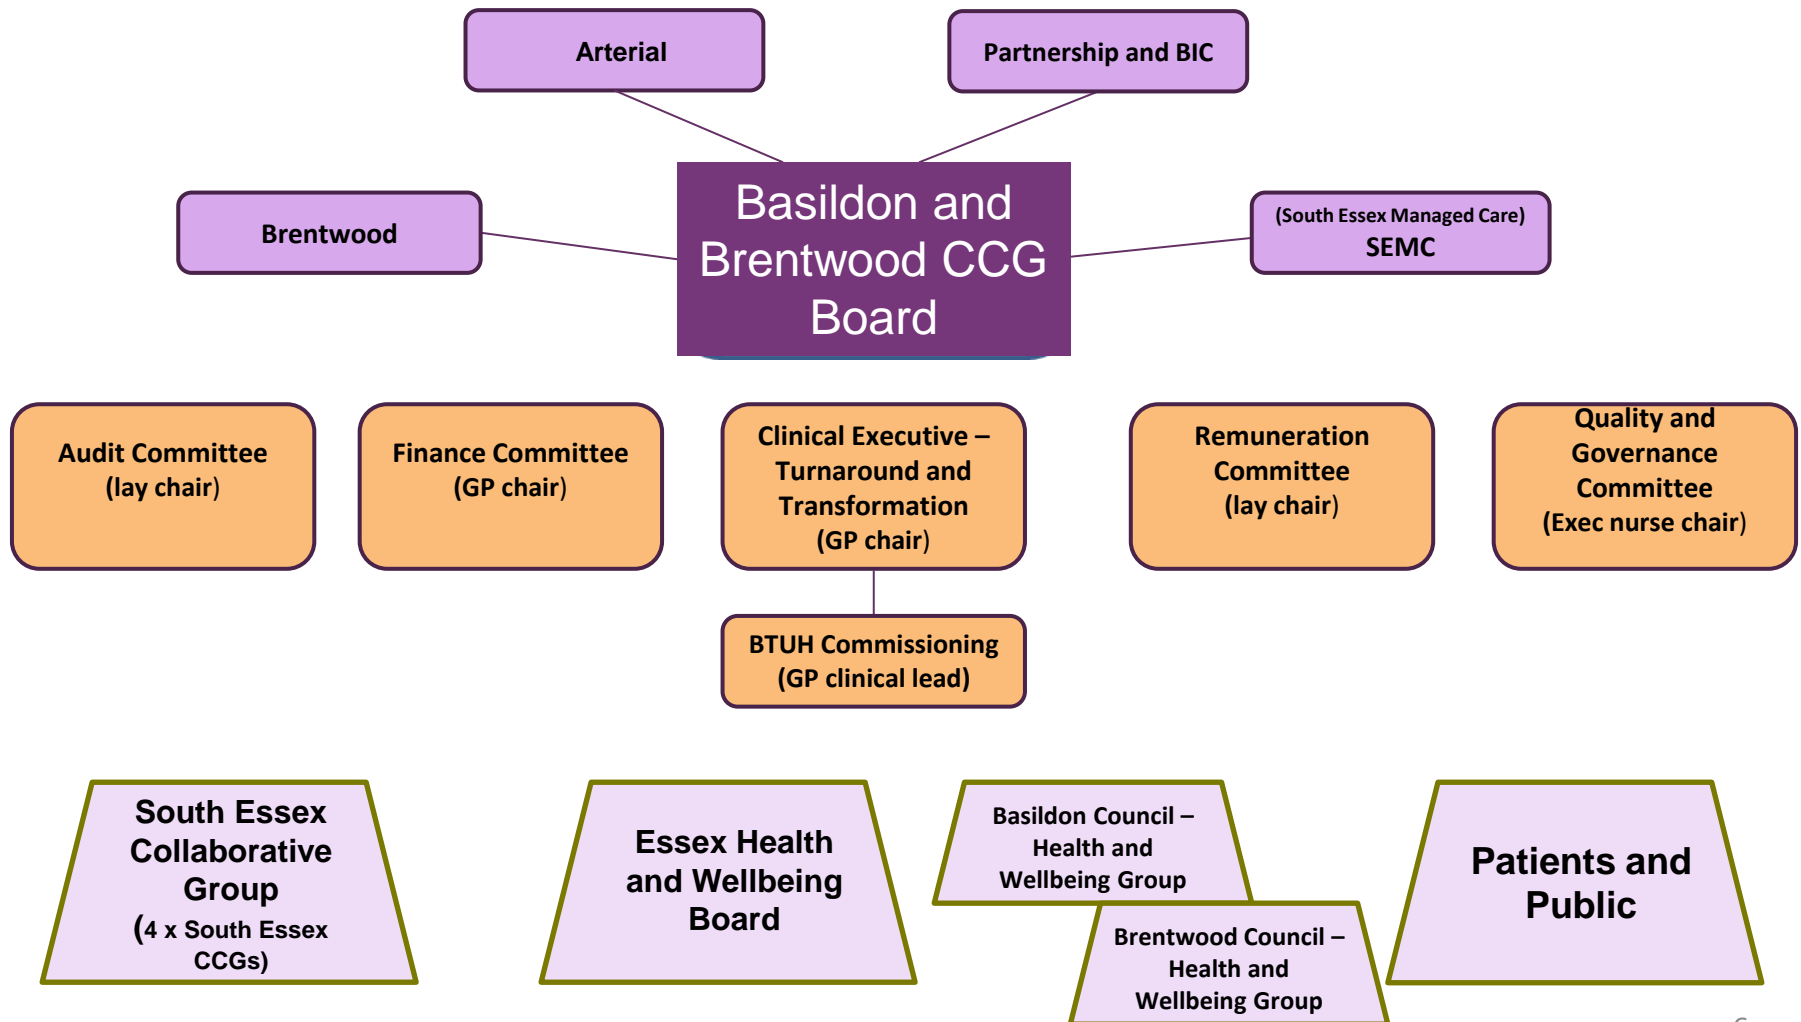 Arterial
Partnership and BIC
Brentwood
Basildon and
Brentwood CCG
Board
(South Essex Managed Care)
SEMC
Audit Committee
(lay chair)
Finance Committee
(GP chair)
Clinical Executive –
Turnaround and
Transformation
(GP chair)
Remuneration
Committee
(lay chair)
Quality and
Governance
Committee
(Exec nurse chair)
BTUH Commissioning
(GP clinical lead)
South Essex
Collaborative
Group
(4 x South Essex
CCGs)
Essex Health
and Wellbeing
Board
Basildon Council –
Health and
Wellbeing Group
Brentwood Council –
Health and
Wellbeing Group
Patients and
Public